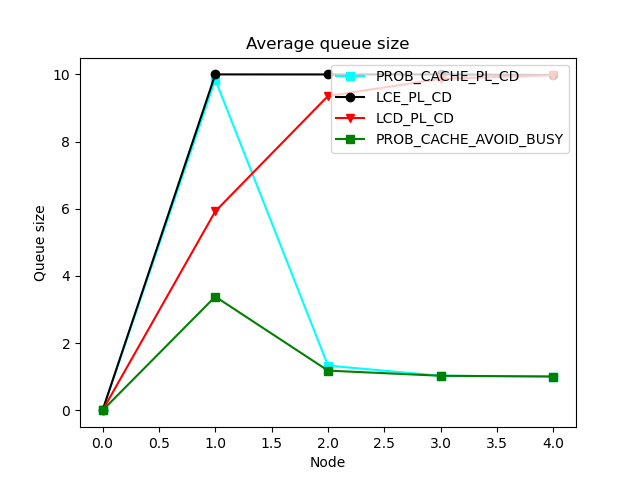 Average queue size
PROB_CACHE_PL_CD
LCE_PL_CD
LCD_PL_CD
PROB_CACHE_AVOID_BUSY
Queue size
10
8
6
4
2
0
0.0 0.5 1.0 1.5 2.0 2.5 3.0 3.5 4.0
Node